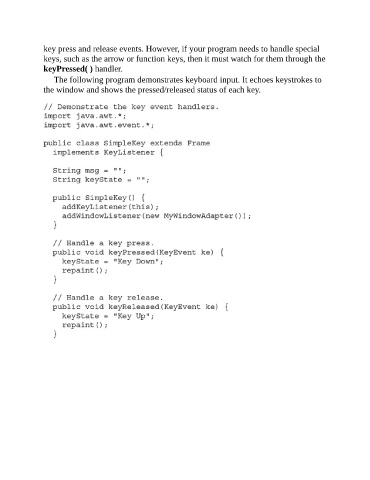 key press and release events. However, if your program needs to handle special
keys, such as the arrow or function keys, then it must watch for them through the
keyPressed( ) handler.
The following program demonstrates keyboard input. It echoes keystrokes to
the window and shows the pressed/released status of each key.
// Demonstrate the key event handlers.
import java.awt.*;
import java.awt.event.*;
public class SimpleKey extends Frame
implements KeyListener {
String msg = "";
String keyState = "";
public SimpleKey() {
addKeyListener(this);
addWindowListener(new MyWindowAdapter());
}
// Handle a key press.
public void keyPressed(KeyEvent ke) {
keyState = "Key Down";
repaint();
}
// Handle a key release.
public void keyReleased(KeyEvent ke) {
keyState = "Key Up";
repaint();
}